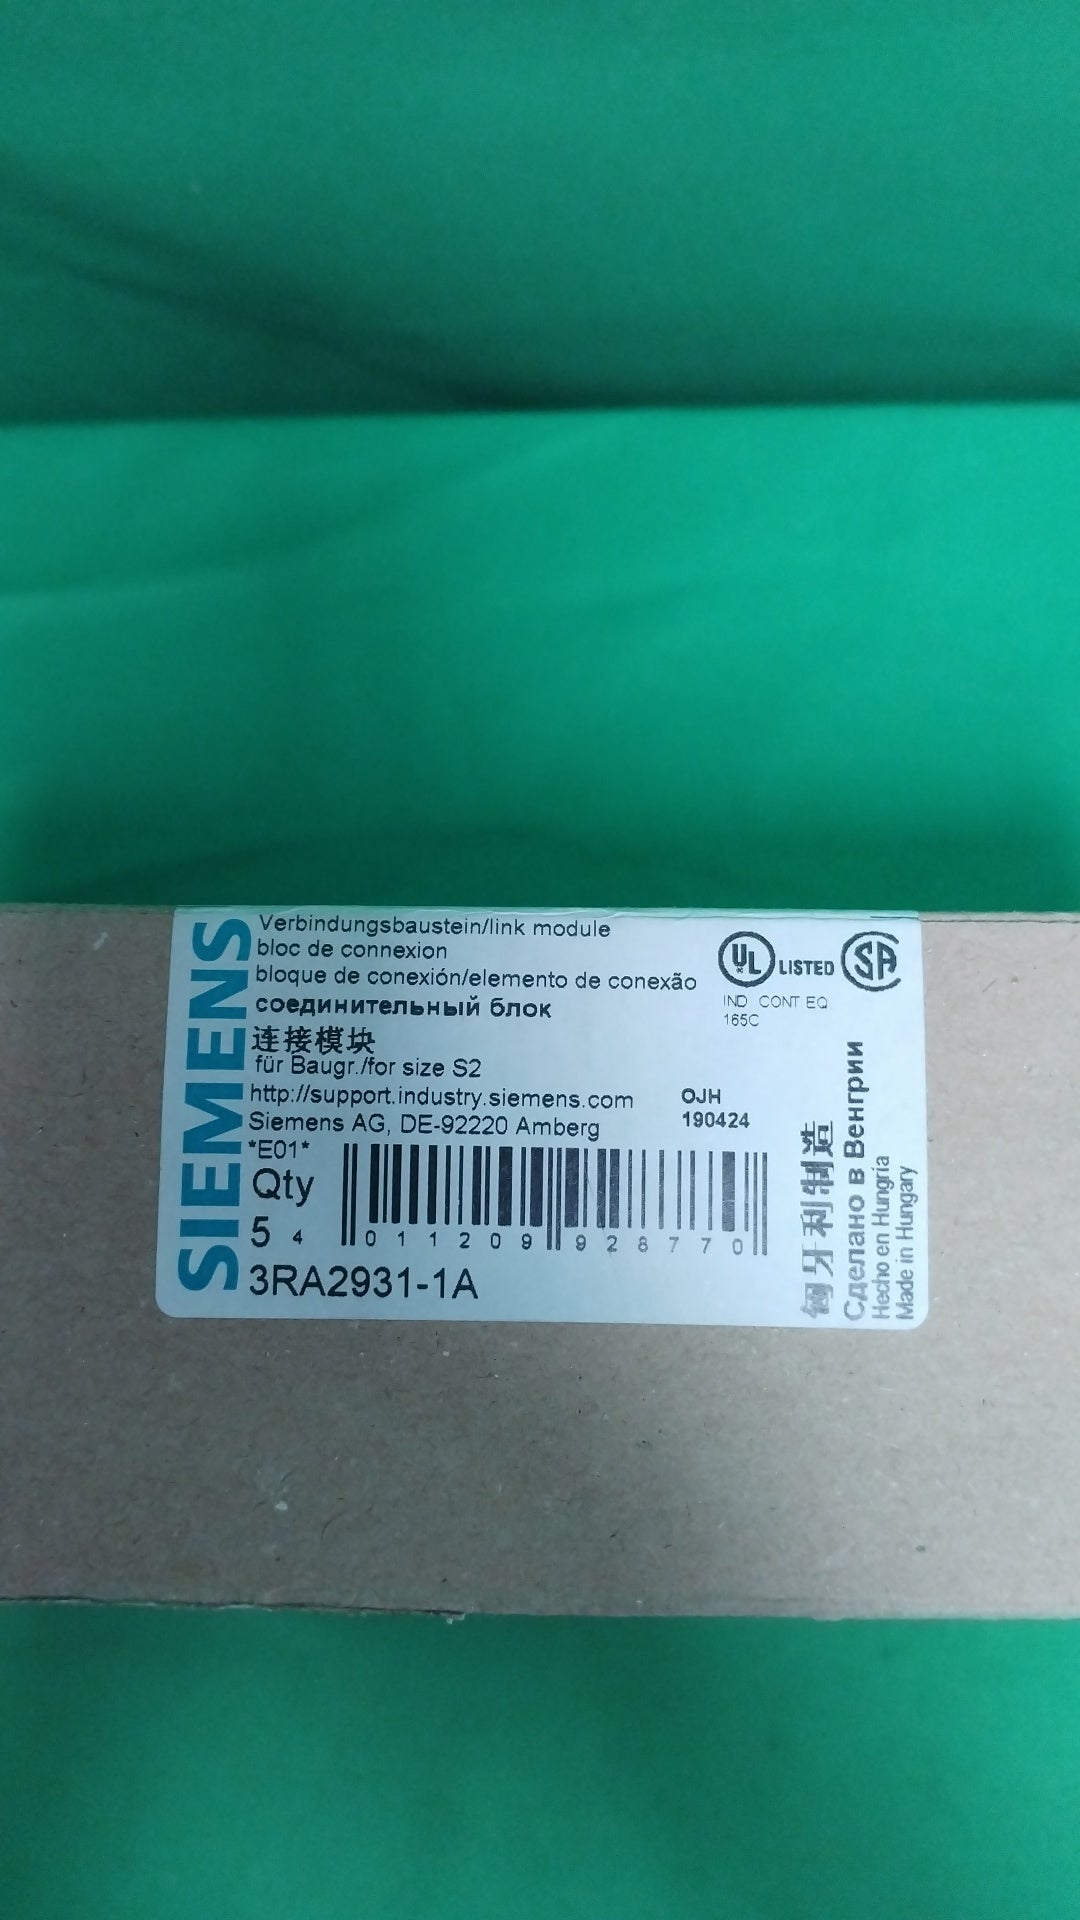 SIEMENS
Verbindungsbaustein/link module
bloc de connexion
bloque de conexión/elemento de conexão
соединительный блок
连接模块
für Baugr./for size S2
http://support.industry.siemens.com
Siemens AG, DE-92220 Amberg
*E01*
Qty
5
4 011209 928770
3RA2931-1A
UL LISTED SA
IND. CONT EQ
165C
OJH
190424
匈牙利制造
Сделано в Венгрии
Hecho en Hungría
Made in Hungary